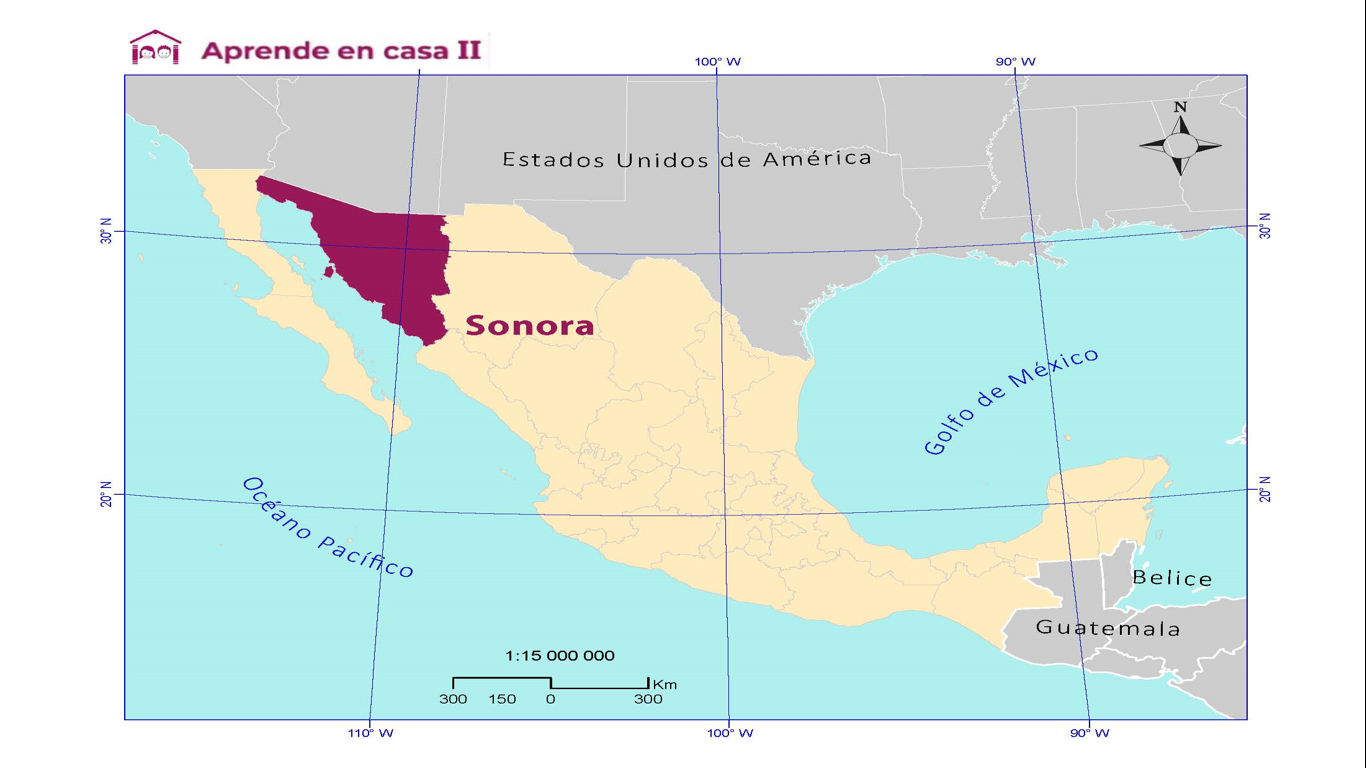 Aprende en casa II
100° W
90° W
N
Estados Unidos de América
30° N
30° N
Sonora
Golfo de México
20° N
20° N
Océano Pacífico
Belice
Guatemala
1:15 000 000
Km
300 150 0 300
110° W
100° W
90° W